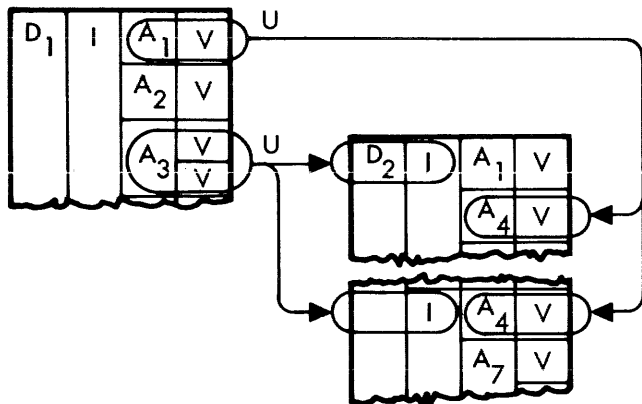 D1 I A1 V U
A2 V
A3 V U
V
D2 I A1 V
A4 V
I A4 V
A7 V